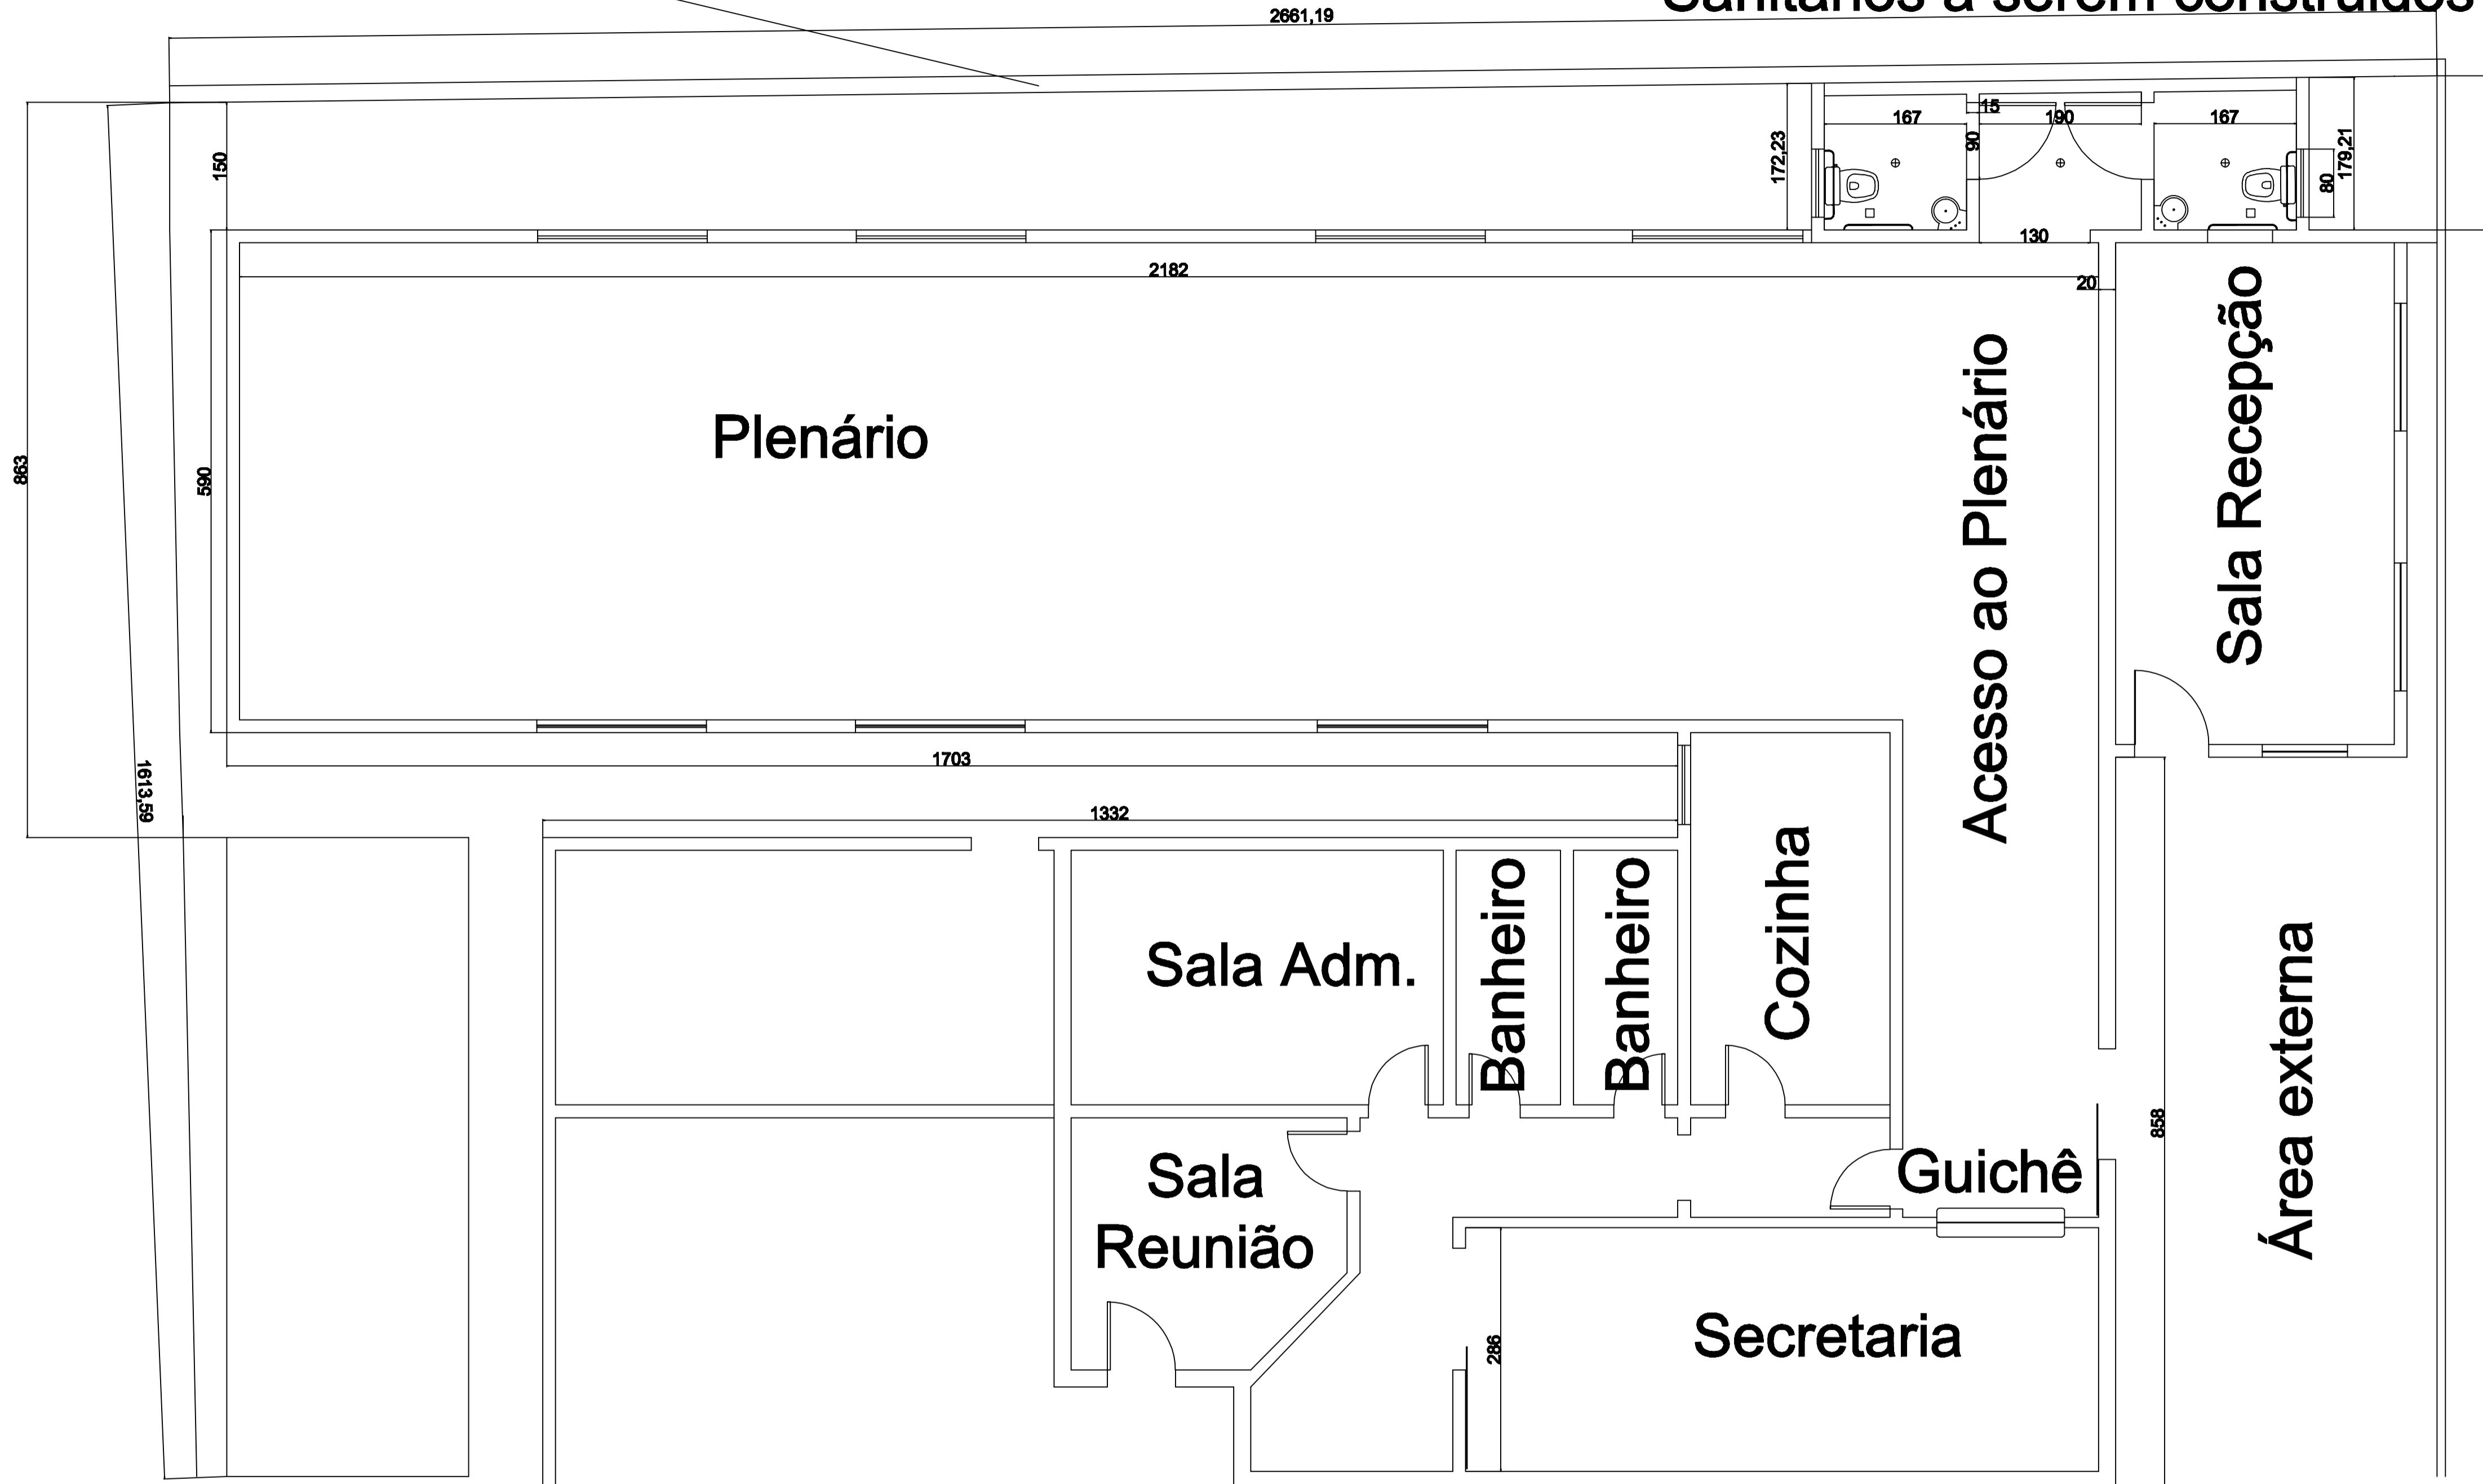 Sanitários a serem construídos
2661,19
15
167
190
167
90
172,23
179,21
80
150
130
2182
20
Plenário
Acesso ao Plenário
Sala Recepção
863
590
1703
1613,59
1332
Sala Adm.
Banheiro
Banheiro
Cozinha
Área externa
858
Sala
Reunião
Guichê
286
Secretaria